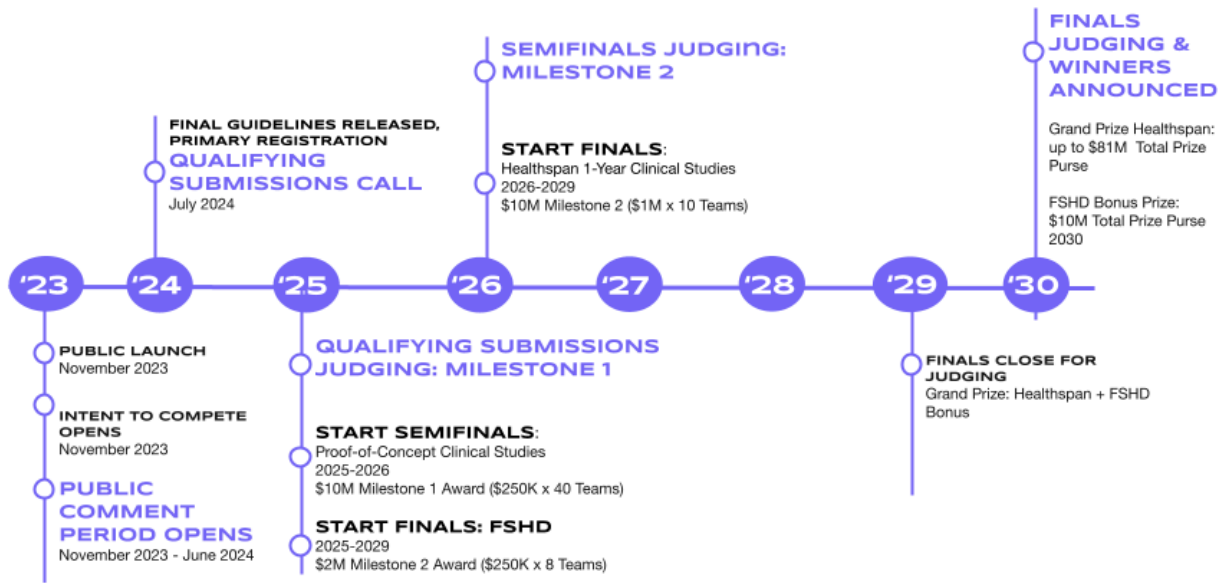 FINALS
JUDGING &
WINNERS
ANNOUNCED
Grand Prize Healthspan:
up to $81M Total Prize
Purse
FSHD Bonus Prize:
$10M Total Prize Purse
2030
SEMIFINALS JUDGING:
MILESTONE 2
START FINALS:
Healthspan 1-Year Clinical Studies
2026-2029
$10M Milestone 2 ($1M x 10 Teams)
FINAL GUIDELINES RELEASED,
PRIMARY REGISTRATION
QUALIFYING
SUBMISSIONS CALL
July 2024
‘23 ‘24 ‘25 ‘26 ‘27 ‘28 ‘29 ‘30
PUBLIC LAUNCH
November 2023
INTENT TO COMPETE
OPENS
November 2023
PUBLIC
COMMENT
PERIOD OPENS
November 2023 - June 2024
QUALIFYING SUBMISSIONS
JUDGING: MILESTONE 1
START SEMIFINALS:
Proof-of-Concept Clinical Studies
2025-2026
$10M Milestone 1 Award ($250K x 40 Teams)
START FINALS: FSHD
2025-2029
$2M Milestone 2 Award ($250K x 8 Teams)
FINALS CLOSE FOR
JUDGING
Grand Prize: Healthspan + FSHD
Bonus